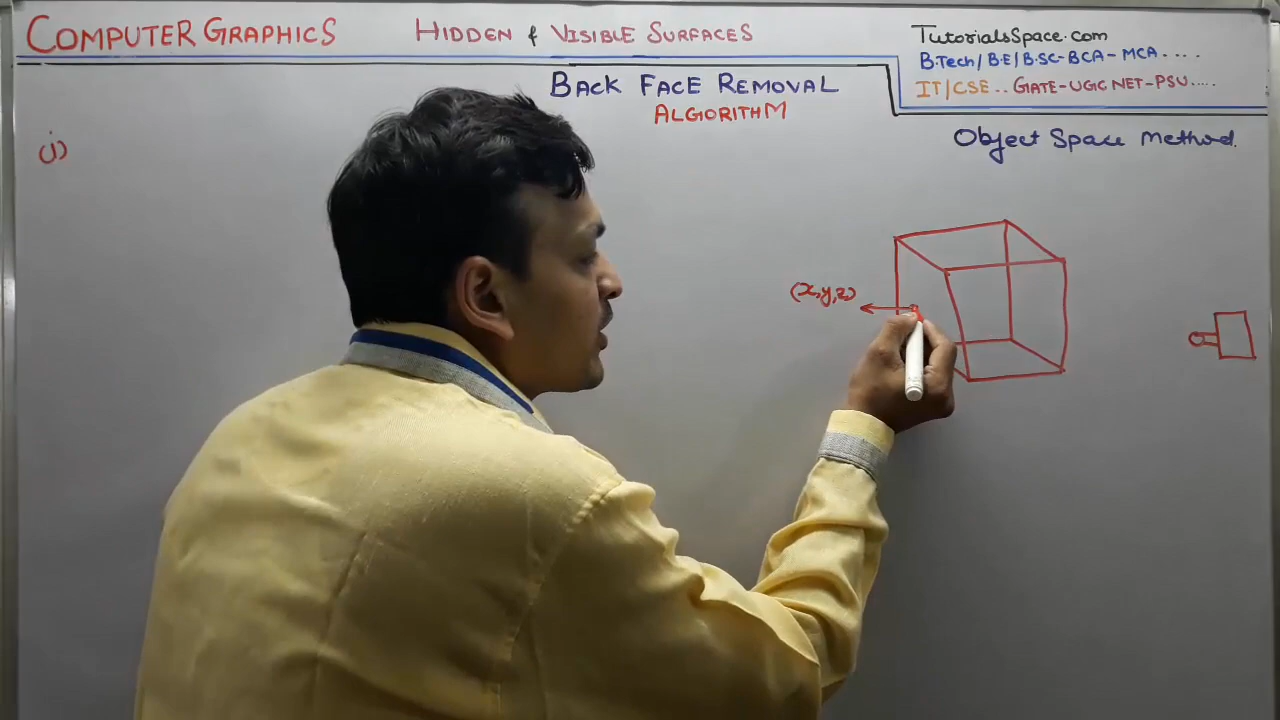 COMPUTER GRAPHICS
HIDDEN & VISIBLE SURFACES
TutorialsSpace.com
B.Tech/B.E/B.SC-BCA-MCA.....
IT/CSE..GATE-UGC NET-PSU.....
BACK FACE REMOVAL
ALGORITHM
Object Space Method.
(i)
(x,y,z)